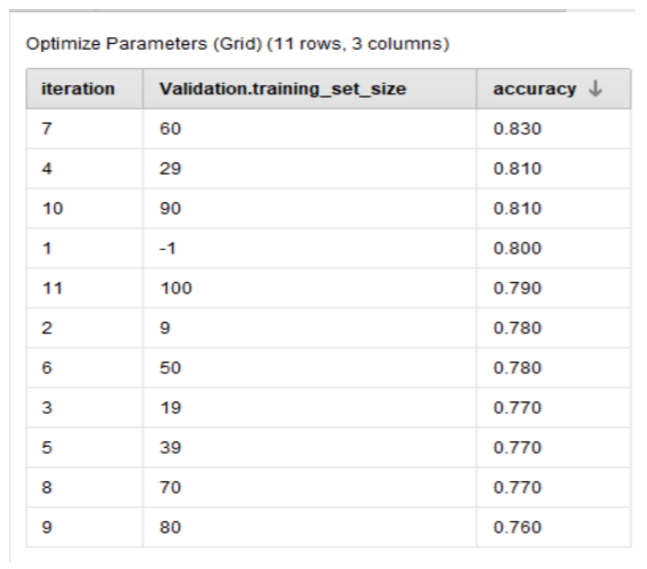 Optimize Parameters (Grid) (11 rows, 3 columns)
iteration Validation.training_set_size accuracy ↓
7 60 0.830
4 29 0.810
10 90 0.810
1 -1 0.800
11 100 0.790
2 9 0.780
6 50 0.780
3 19 0.770
5 39 0.770
8 70 0.770
9 80 0.760